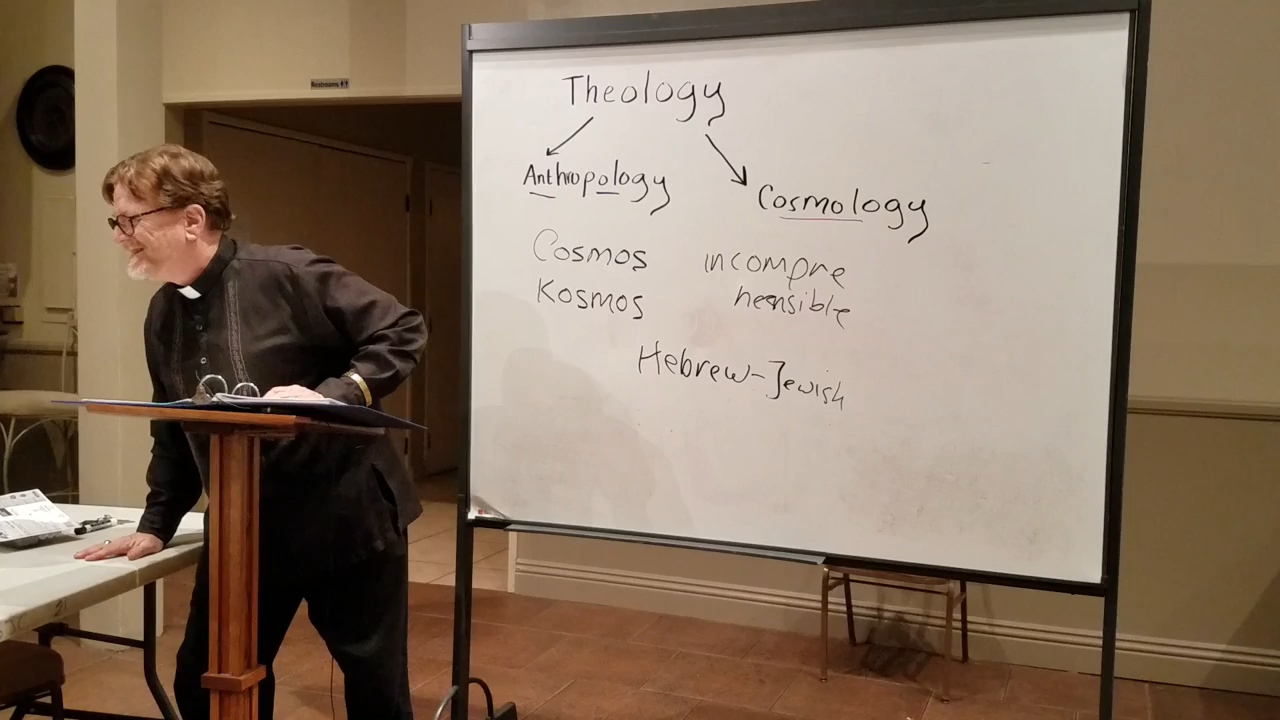 Restrooms
Theology
Anthropology
Cosmology
Cosmos
incompre
Kosmos
hensible
Hebrew-Jewish